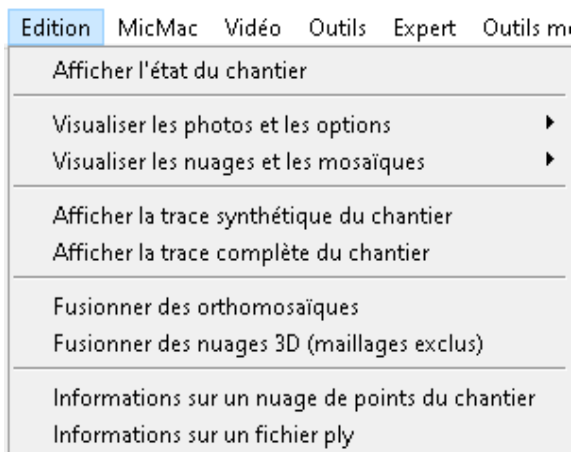 Edition MicMac Vidéo Outils Expert Outils
Afficher l'état du chantier
Visualiser les photos et les options
Visualiser les nuages et les mosaïques
Afficher la trace synthétique du chantier
Afficher la trace complète du chantier
Fusionner des orthomosaïques
Fusionner des nuages 3D (maillages exclus)
Informations sur un nuage de points du chantier
Informations sur un fichier ply